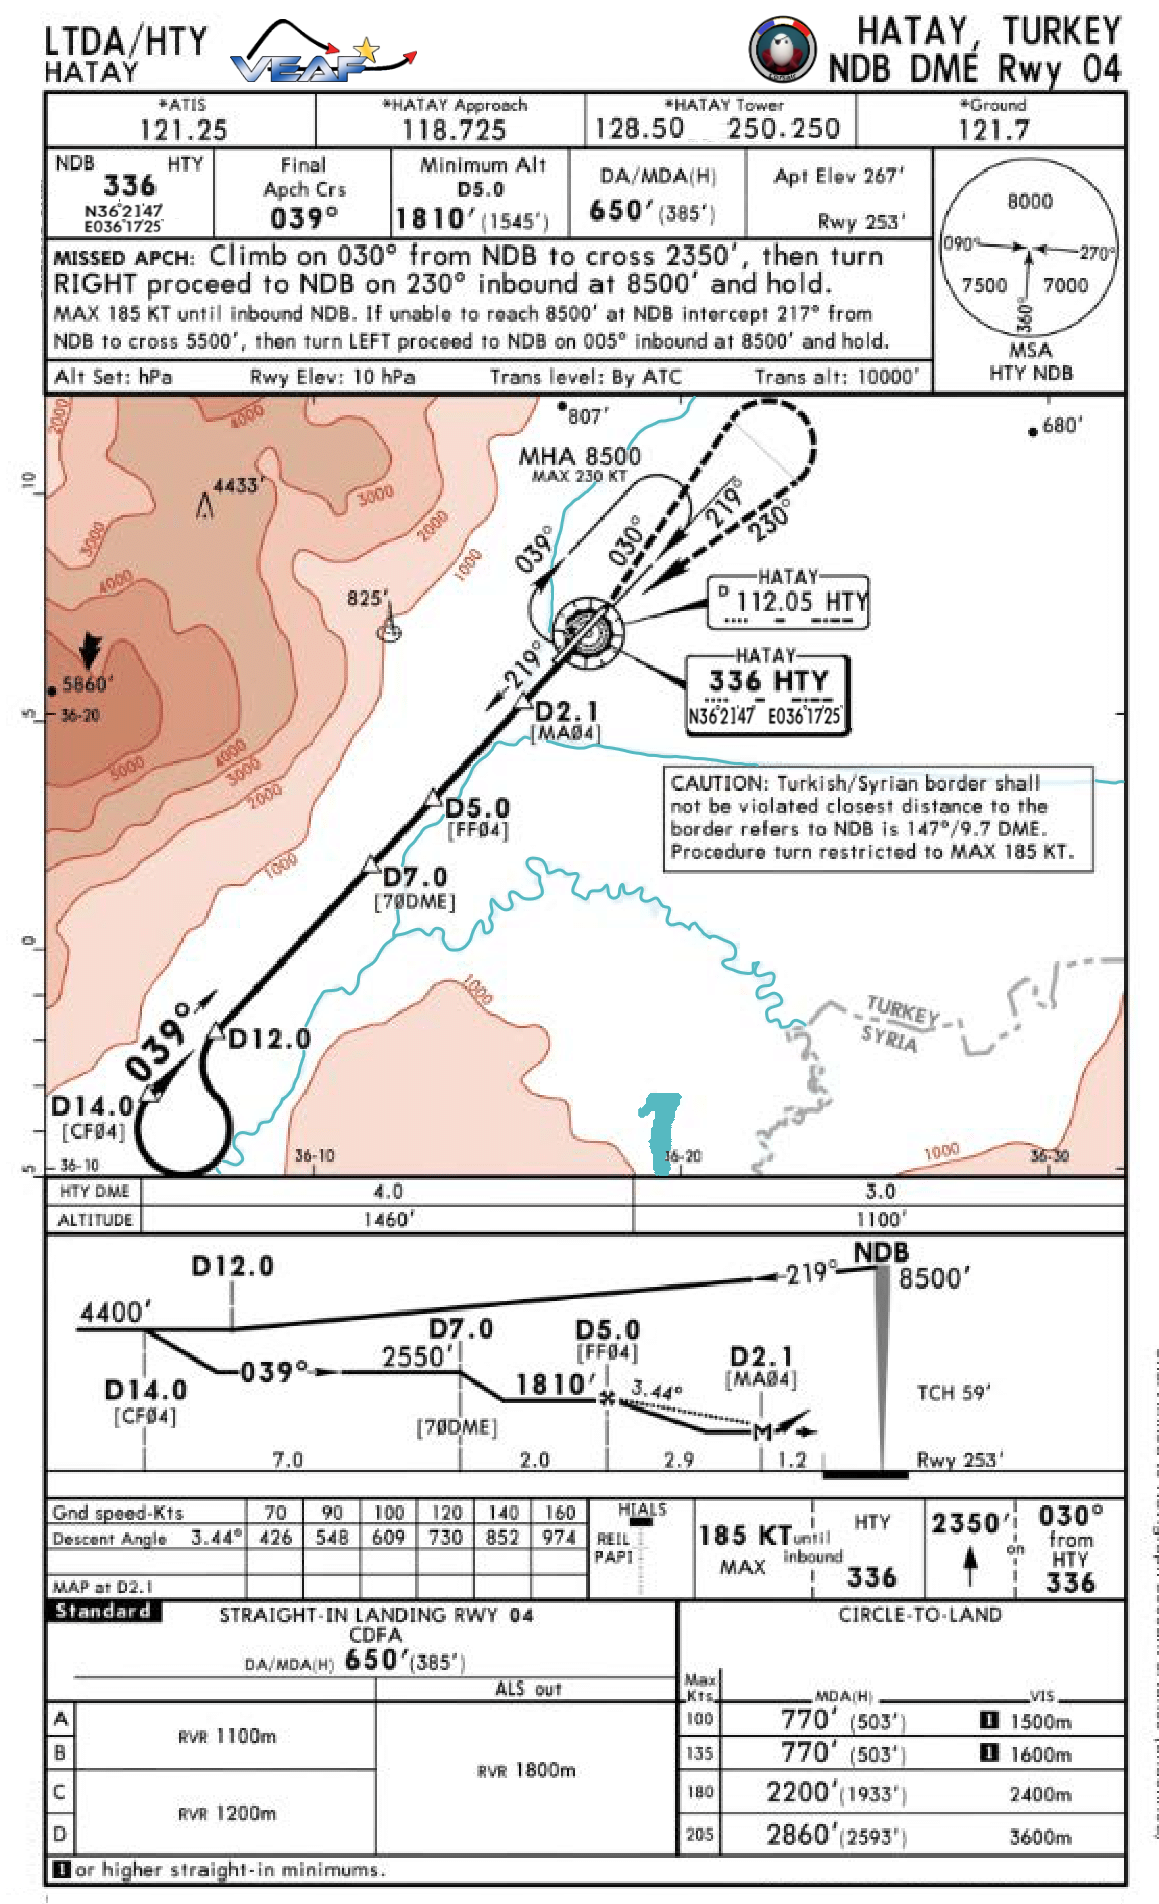 LTDA/HTY
HATAY
VEAF
HATAY, TURKEY
NDB DME Rwy 04
*ATIS
121.25
*HATAY Approach
118.725
*HATAY Tower
128.50 250.250
*Ground
121.7
NDB HTY
336
N36°21'47
E036°17'25
Final
Apch Crs
039°
Minimum Alt
D5.0
1810' (1545')
DA/MDA(H)
650' (385')
Apt Elev 267'
Rwy 253'
8000
090°
270°
7500 7000
360°
MSA
HTY NDB
MISSED APCH: Climb on 030° from NDB to cross 2350', then turn
RIGHT proceed to NDB on 230° inbound at 8500' and hold.
MAX 185 KT until inbound NDB. If unable to reach 8500' at NDB intercept 217° from
NDB to cross 5500', then turn LEFT proceed to NDB on 005° inbound at 8500' and hold.
Alt Set: hPa Rwy Elev: 10 hPa Trans level: By ATC Trans alt: 10000'
2000
4000
807'
680'
MHA 8500
MAX 230 KT
4433'
3000
3000
2000
1000
4000
039°
030°
219°
230°
825'
HATAY
D 112.05 HTY
HATAY
336 HTY
N36°21'47 E036°17'25
5860'
36-20
219°
D2.1
[MAØ4]
5000
4000
3000
2000
1000
CAUTION: Turkish/Syrian border shall
not be violated closest distance to the
border refers to NDB is 147°/9.7 DME.
Procedure turn restricted to MAX 185 KT.
D5.0
[FFØ4]
D7.0
[7ØDME]
10
5
0
5
1000
TURKEY
SYRIA
039°
D12.0
D14.0
[CFØ4]
1
36-10
36-10
36-20
1000
36-30
HTY DME 4.0 3.0
ALTITUDE 1460' 1100'
D12.0
NDB
219°
8500'
4400'
D7.0
D5.0
[FFØ4]
2550'
D2.1
[MAØ4]
039°
1810'
3.44°
D14.0
[CFØ4]
[7ØDME]
M
TCH 59'
7.0 2.0 2.9 1.2
Rwy 253'
Gnd speed-Kts 70 90 100 120 140 160
Descent Angle 3.44° 426 548 609 730 852 974
MAP at D2.1
HIALS
REIL
PAPI
185 KT until
MAX inbound
HTY
336
2350'
on
030°
from
HTY
336
Standard
STRAIGHT-IN LANDING RWY 04
CDFA
DA/MDA(H) 650' (385')
ALS out
CIRCLE-TO-LAND
Max
Kts MDA(H) VIS
A
B
RVR 1100m
C
D
RVR 1200m
RVR 1800m
100 770' (503') 1 1500m
135 770' (503') 1 1600m
180 2200' (1933') 2400m
205 2860' (2593') 3600m
1 or higher straight-in minimums.